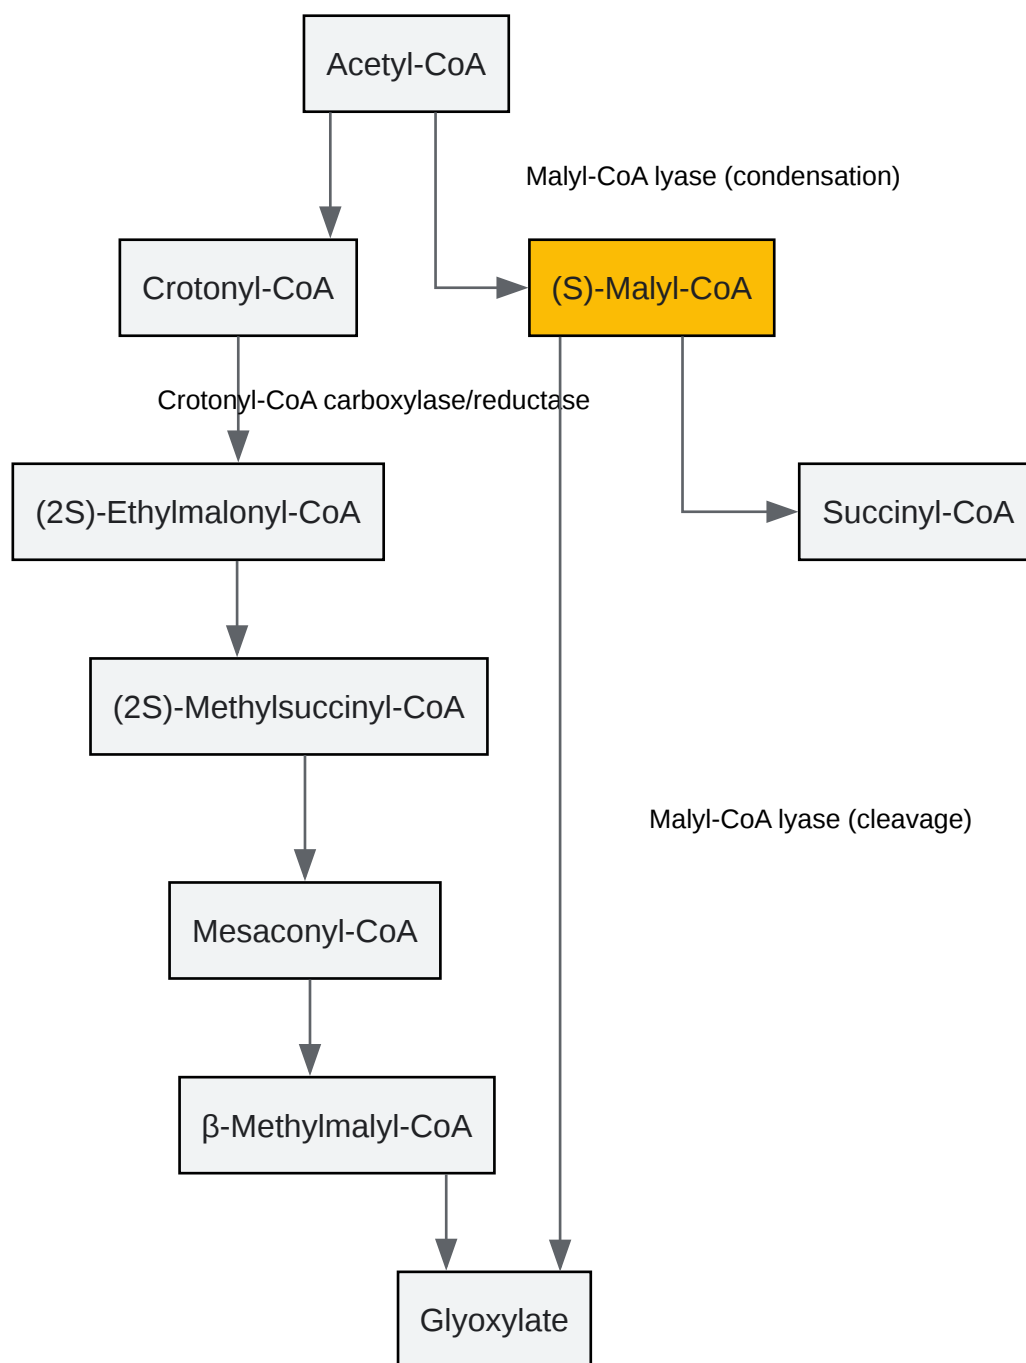 Acetyl-CoA
Malyl-CoA lyase (condensation)
Crotonyl-CoA
(S)-Malyl-CoA
Crotonyl-CoA carboxylase/reductase
(2S)-Ethylmalonyl-CoA
Succinyl-CoA
(2S)-Methylsuccinyl-CoA
Malyl-CoA lyase (cleavage)
Mesaconyl-CoA
β-Methylmalyl-CoA
Glyoxylate